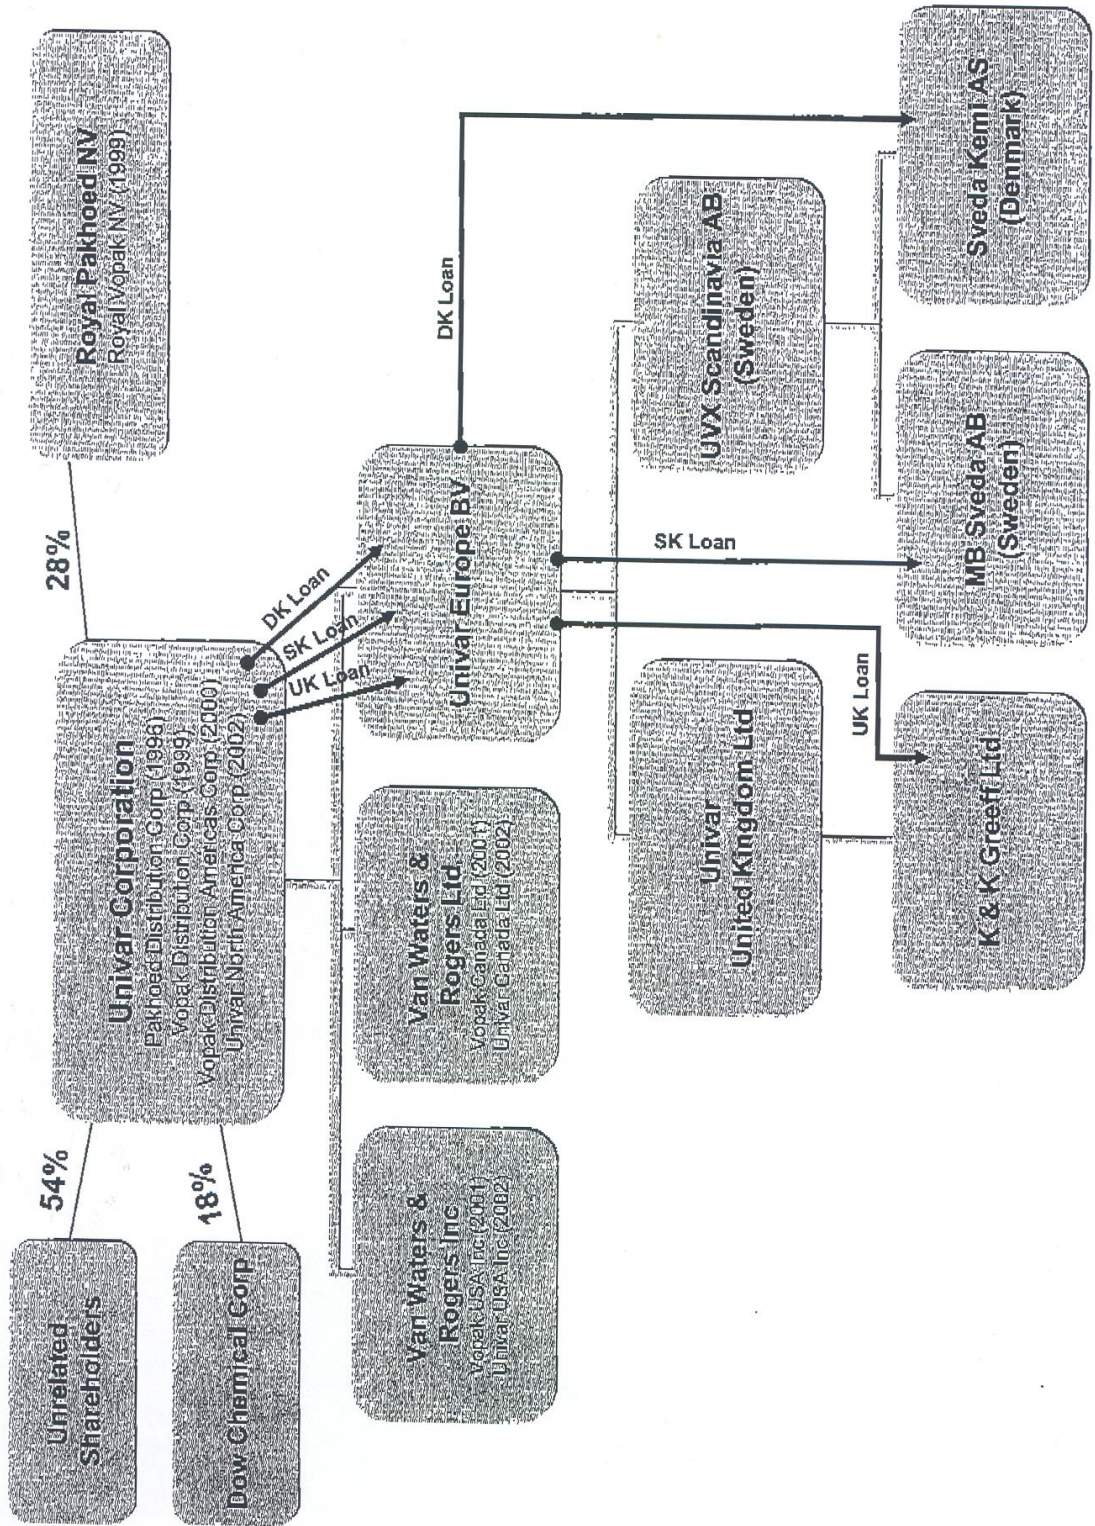 Unrelated
Shareholders
54%
Dow Chemical Corp
18%
Univar Corporation
Pakhoed Distribution Corp (1996)
Vopak Distribution Corp (1999)
Vopak Distribution Americas Corp (2000)
Univar North America Corp (2002)
28%
Royal Pakhoed NV
Royal Vopak NV (1999)
DK Loan
SK Loan
UK Loan
Van Waters &
Rogers Inc
Vopak USA Inc (2001)
Univar USA Inc (2002)
Van Waters &
Rogers Ltd
Vopak Canada Ltd (2001)
Univar Canada Ltd (2002)
Univar Europe BV
DK Loan
SK Loan
UK Loan
Univar
United Kingdom Ltd
UVX Scandinavia AB
(Sweden)
K & K Greeff Ltd
MB Sveda AB
(Sweden)
Sveda Kemi AS
(Denmark)